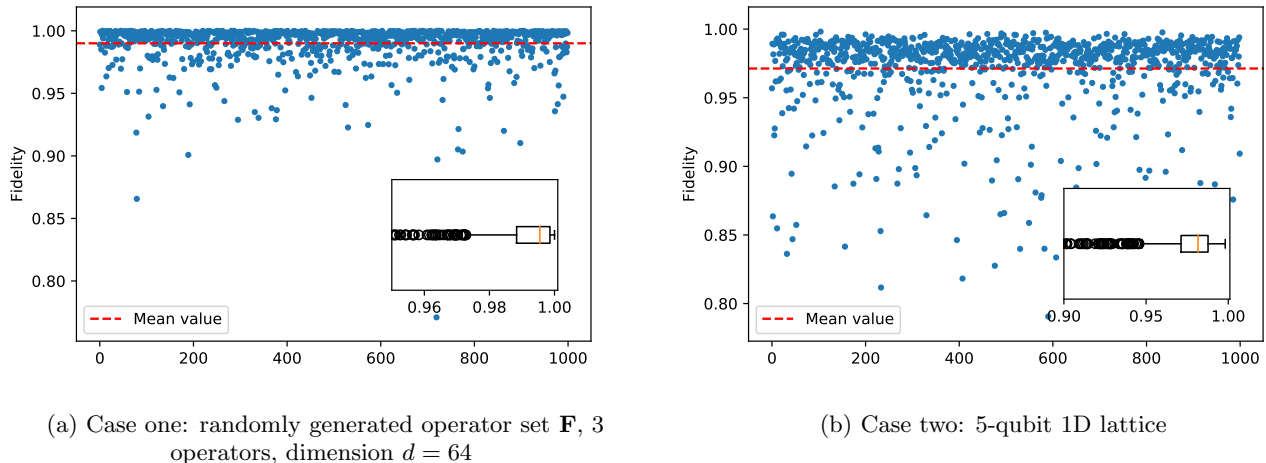 1.00
0.95
0.90
0.85
0.80
Fidelity
0.96 0.98 1.00
Mean value
0 200 400 600 800 1000
(a) Case one: randomly generated operator set F, 3
operators, dimension d = 64
1.00
0.95
0.90
0.85
0.80
Fidelity
0.90 0.95 1.00
Mean value
0 200 400 600 800 1000
(b) Case two: 5-qubit 1D lattice